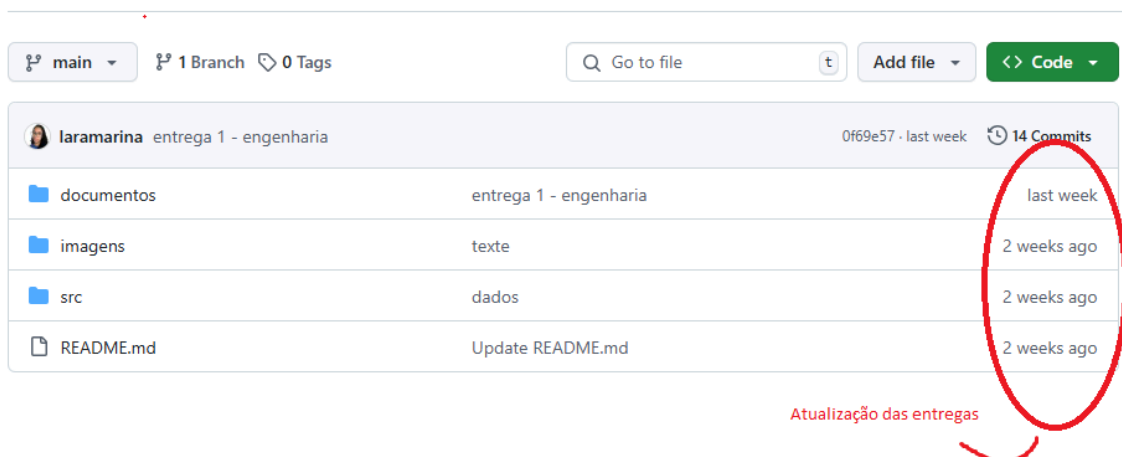 main 1 Branch 0 Tags Go to file t Add file <> Code
laramarina entrega 1 - engenharia 0f69e57 · last week 14 Commits
documentos entrega 1 - engenharia last week
imagens texte 2 weeks ago
src dados 2 weeks ago
README.md Update README.md 2 weeks ago
Atualização das entregas